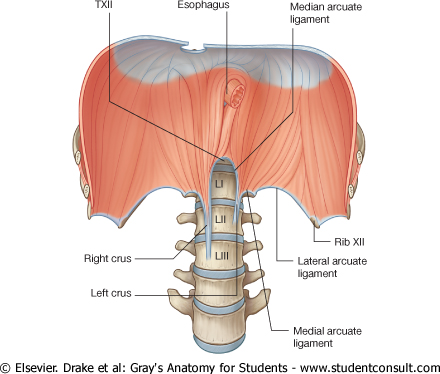 TXII
Esophagus
Median arcuate
ligament
LI
LII
LIII
Right crus
Left crus
Rib XII
Lateral arcuate
ligament
Medial arcuate
ligament
© Elsevier. Drake et al: Gray's Anatomy for Students - www.studentconsult.com